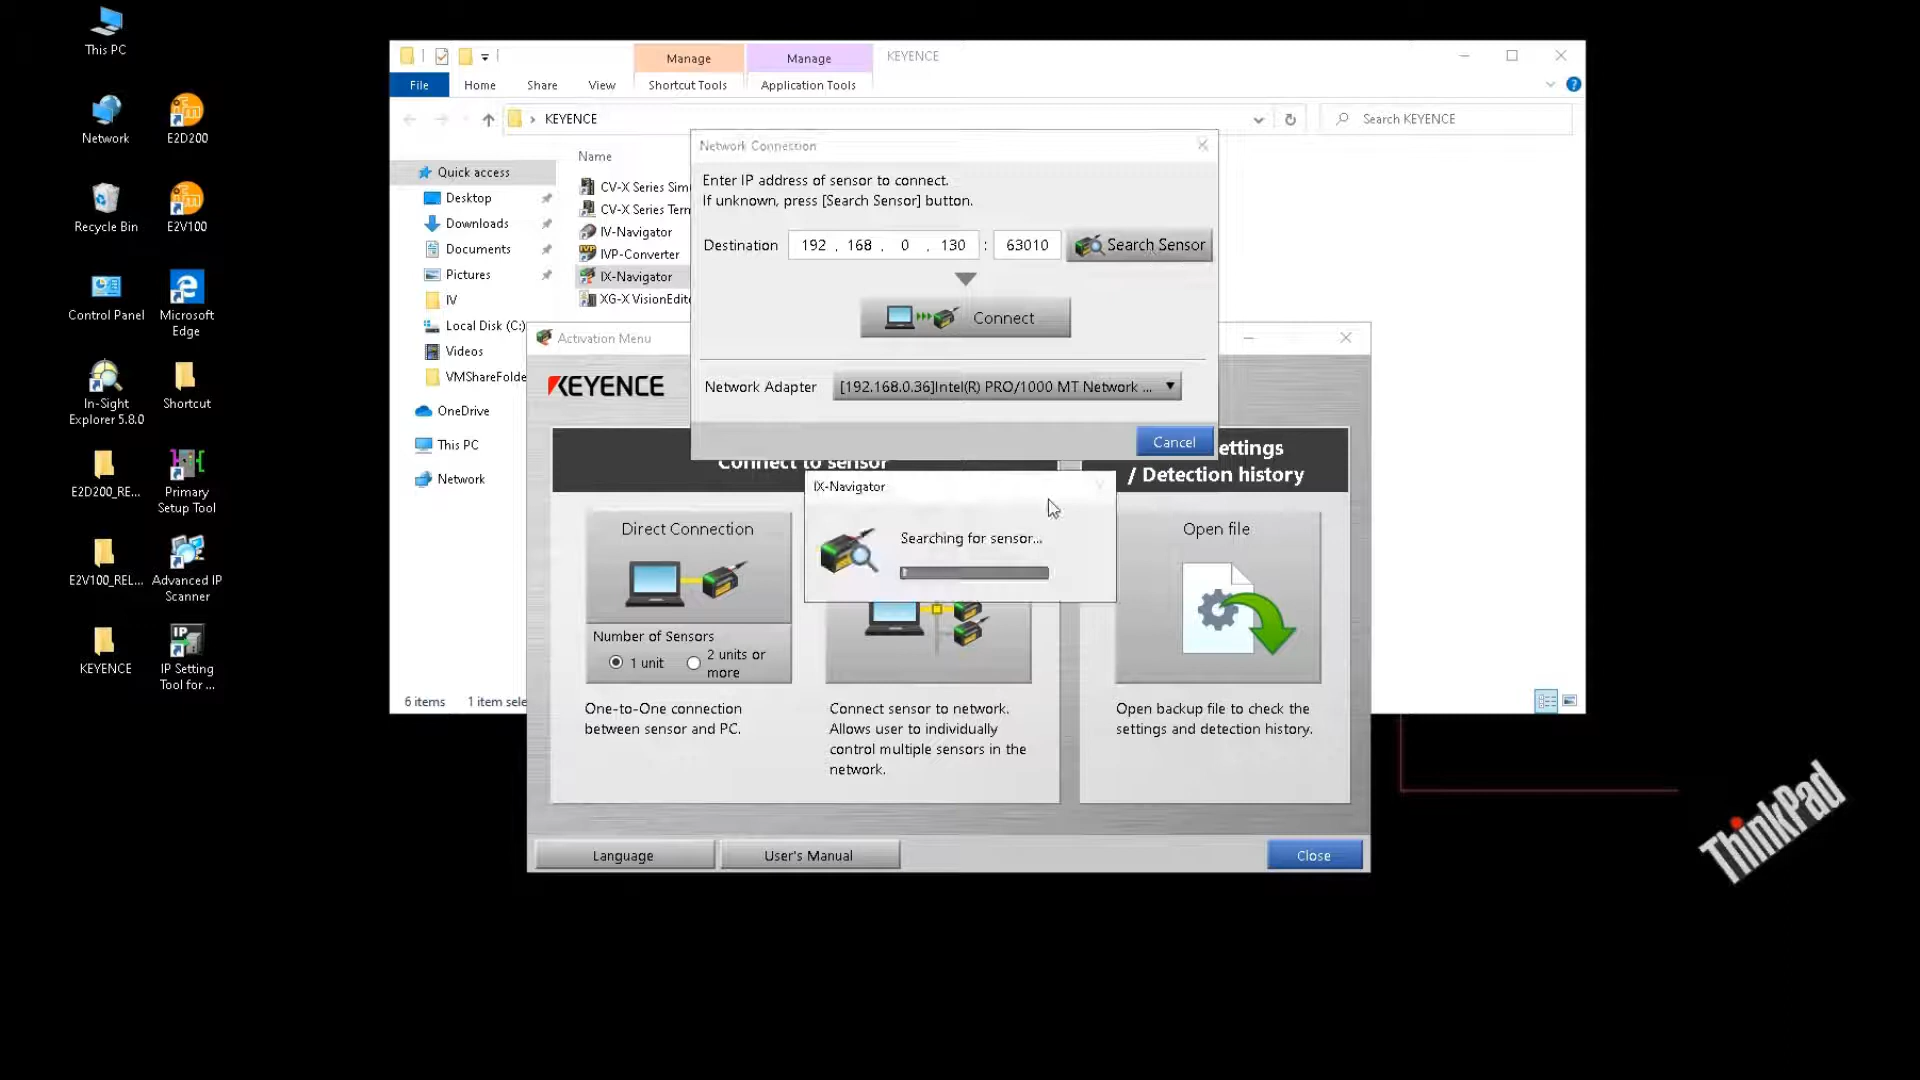 This PC
Network
E2D200
Recycle Bin
E2V100
Control Panel
Microsoft
Edge
In-Sight
Explorer 5.8.0
Shortcut
E2D200_RE...
Primary
Setup Tool
E2V100_REL...
Advanced IP
Scanner
KEYENCE
IP Setting
Tool for ...
Manage
Manage
KEYENCE
File
Home
Share
View
Shortcut Tools
Application Tools
KEYENCE
Search KEYENCE
Quick access
Desktop
Downloads
Documents
Pictures
IV
Local Disk (C:)
Videos
VMShareFolde
OneDrive
This PC
Network
Name
CV-X Series Sim
CV-X Series Tern
IV-Navigator
IVP-Converter
IX-Navigator
XG-X VisionEdit
6 items 1 item sele
Network Connection
Enter IP address of sensor to connect.
If unknown, press [Search Sensor] button.
Destination 192 . 168 . 0 . 130 : 63010 Search Sensor
Connect
Network Adapter [192.168.0.36]Intel(R) PRO/1000 MT Network ...
Cancel
Activation Menu
KEYENCE
Connect to sensor
ettings
/ Detection history
IX-Navigator
Searching for sensor...
Direct Connection
Number of Sensors
1 unit
2 units or
more
One-to-One connection
between sensor and PC.
Connect sensor to network.
Allows user to individually
control multiple sensors in the
network.
Open file
Open backup file to check the
settings and detection history.
Language
User's Manual
Close
ThinkPad